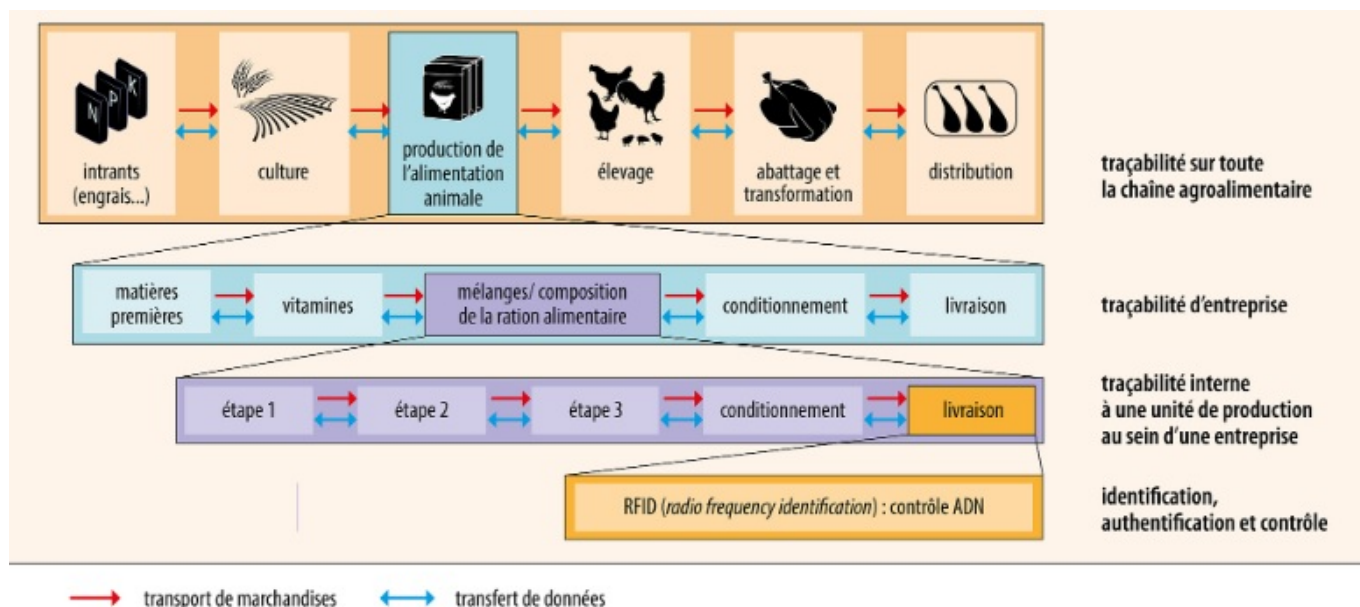 N P K
intrants
(engrais...)
culture
production de
l'alimentation
animale
élevage
abattage et
transformation
distribution
traçabilité sur toute
la chaîne agroalimentaire
matières
premières
vitamines
mélanges/ composition
de la ration alimentaire
conditionnement
livraison
traçabilité d'entreprise
étape 1
étape 2
étape 3
conditionnement
livraison
traçabilité interne
à une unité de production
au sein d'une entreprise
RFID (radio frequency identification) : contrôle ADN
identification,
authentification et contrôle
transport de marchandises
transfert de données